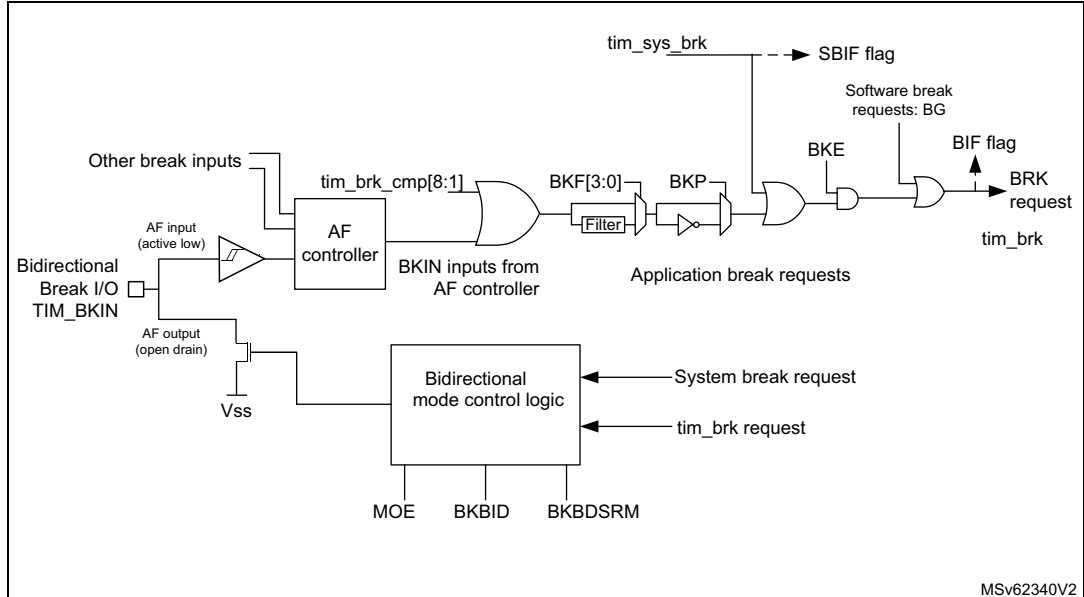 tim_sys_brk
SBIF flag
Software break
requests: BG
BIF flag
BKE
BRK
request
tim_brk
Other break inputs
tim_brk_cmp[8:1]
BKF[3:0]
BKP
Filter
AF input
(active low)
AF
controller
BKIN inputs from
AF controller
Application break requests
Bidirectional
Break I/O
TIM_BKIN
AF output
(open drain)
Vss
Bidirectional
mode control logic
System break request
tim_brk request
MOE
BKBID
BKBDSRM
MSv62340V2